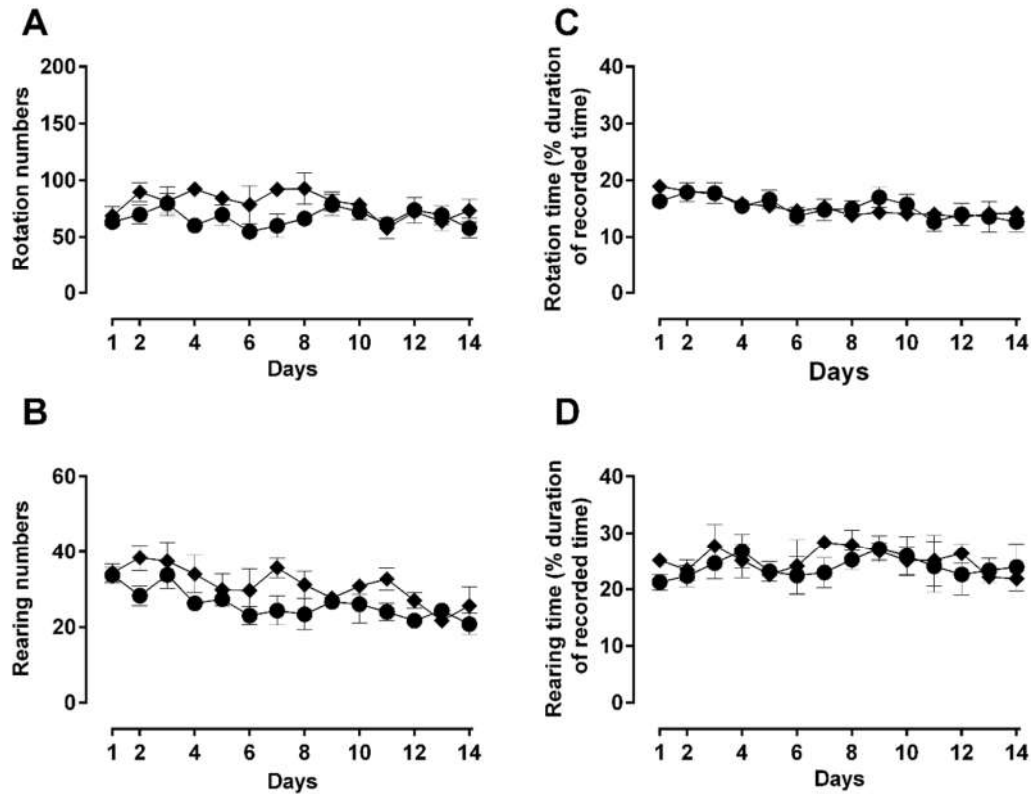 A
Rotation numbers
200
150
100
50
0
1 2 4 6 8 10 12 14
Days
C
Rotation time (% duration
of recorded time)
40
30
20
10
0
1 2 4 6 8 10 12 14
Days
B
Rearing numbers
60
40
20
0
1 2 4 6 8 10 12 14
Days
D
Rearing time (% duration
of recorded time)
40
30
20
10
0
1 2 4 6 8 10 12 14
Days